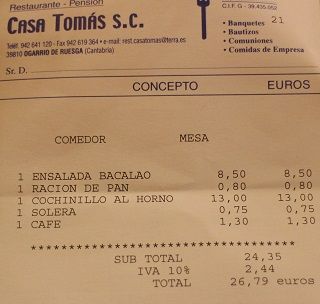 Restaurante - Pensión
CASA TOMÁS S.C.
Teléf. 942 641 120 - Fax 942 619 364 • e-mail: rest.casatomas@terra.es
39810 OGARRIO DE RUESGA (Cantabria)
C.I.F. G - 39.435.052
• Banquetes 21
• Bautizos
• Comuniones
• Comidas de Empresa
Sr. D.
CONCEPTO EUROS
COMEDOR MESA
1 ENSALADA BACALAO 8,50 8,50
1 RACION DE PAN 0,80 0,80
1 COCHINILLO AL HORNO 13,00 13,00
1 SOLERA 0,75 0,75
1 CAFE 1,30 1,30
************************************
SUB TOTAL 24,35
IVA 10% 2,44
TOTAL 26,79 euros